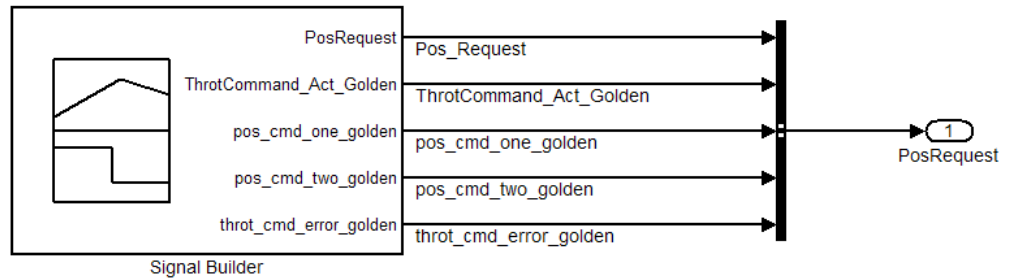 PosRequest
Pos_Request
ThrotCommand_Act_Golden
ThrotCommand_Act_Golden
pos_cmd_one_golden
pos_cmd_one_golden
1
PosRequest
pos_cmd_two_golden
pos_cmd_two_golden
throt_cmd_error_golden
throt_cmd_error_golden
Signal Builder